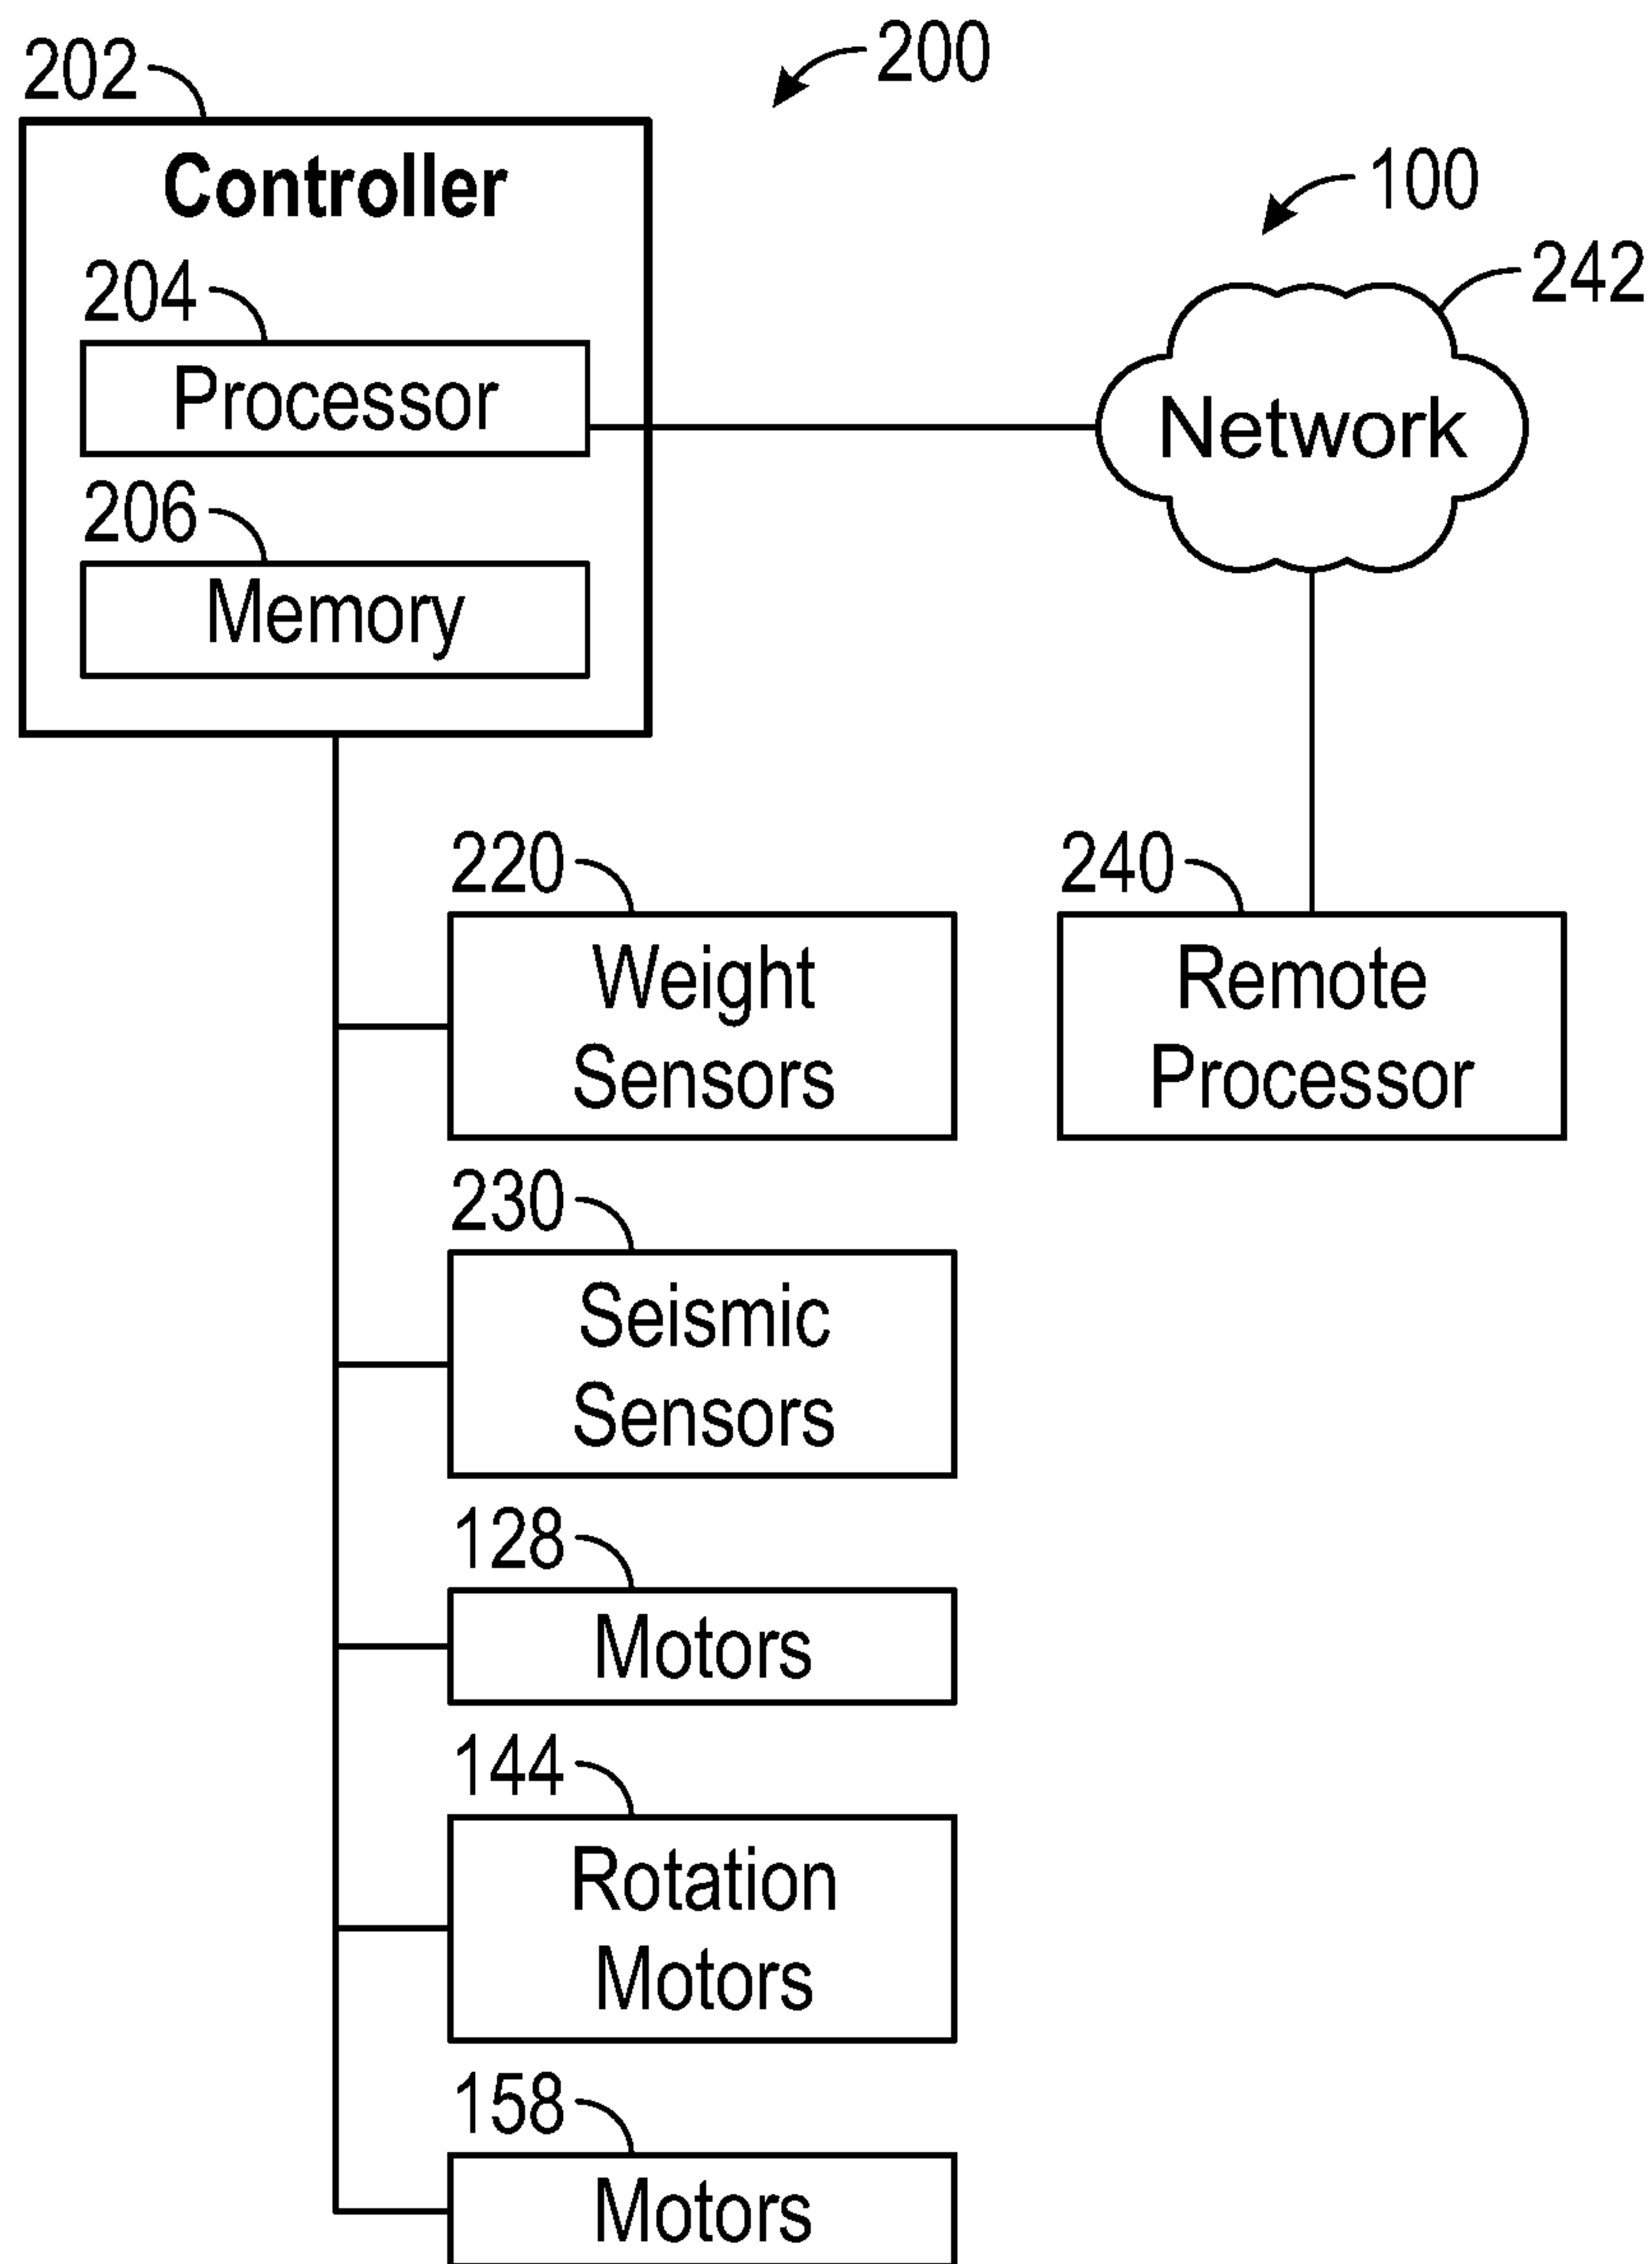 202
200
Controller
100
204
242
Processor
Network
206
Memory
220
240
Weight
Sensors
Remote
Processor
230
Seismic
Sensors
128
Motors
144
Rotation
Motors
158
Motors